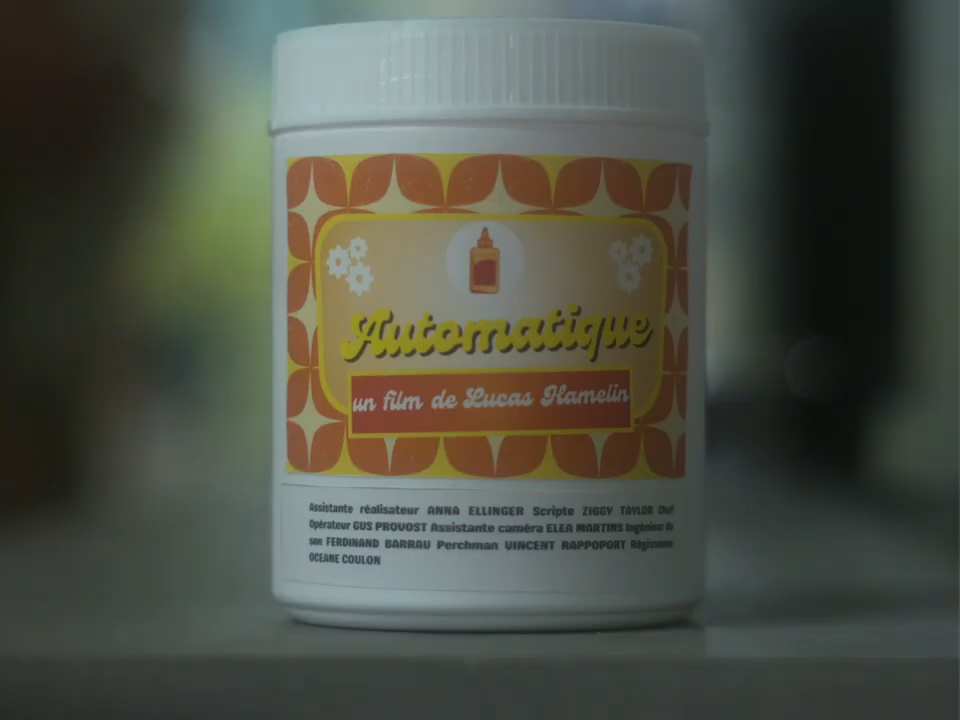 Automatique
un film de Lucas Hamelin
Assistante réalisateur ANNA ELLINGER Scripte ZIGGY TAYLOR Chef
Opérateur GUS PROVOST Assistante caméra ELEA MARTINS Ingénieur du
son FERDINAND BARRAU Perchman VINCENT RAPPOPORT Régisseuse
OCEANE COULON